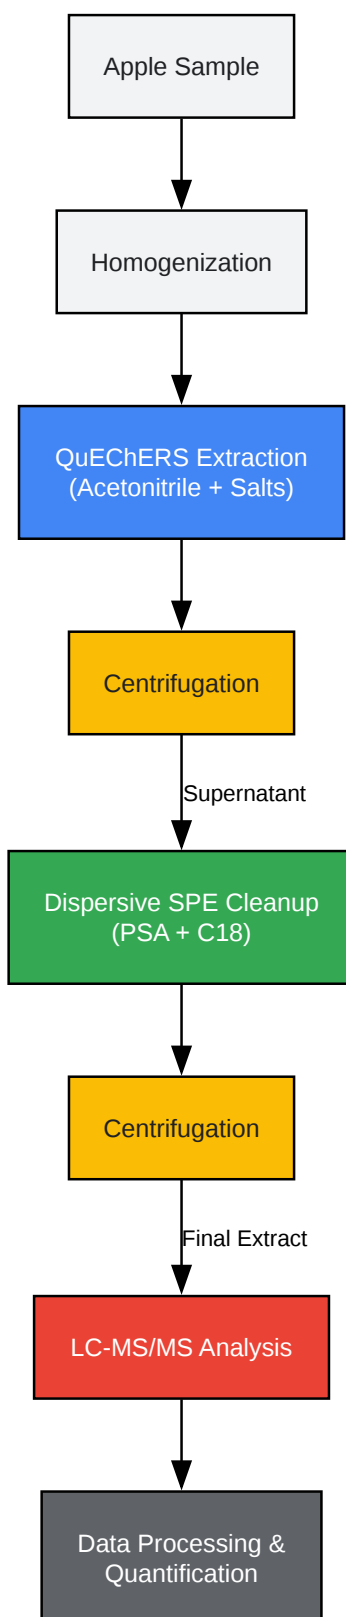 Apple Sample
Homogenization
QuEChERS Extraction
(Acetonitrile + Salts)
Centrifugation
Supernatant
Dispersive SPE Cleanup
(PSA + C18)
Centrifugation
Final Extract
LC-MS/MS Analysis
Data Processing &
Quantification